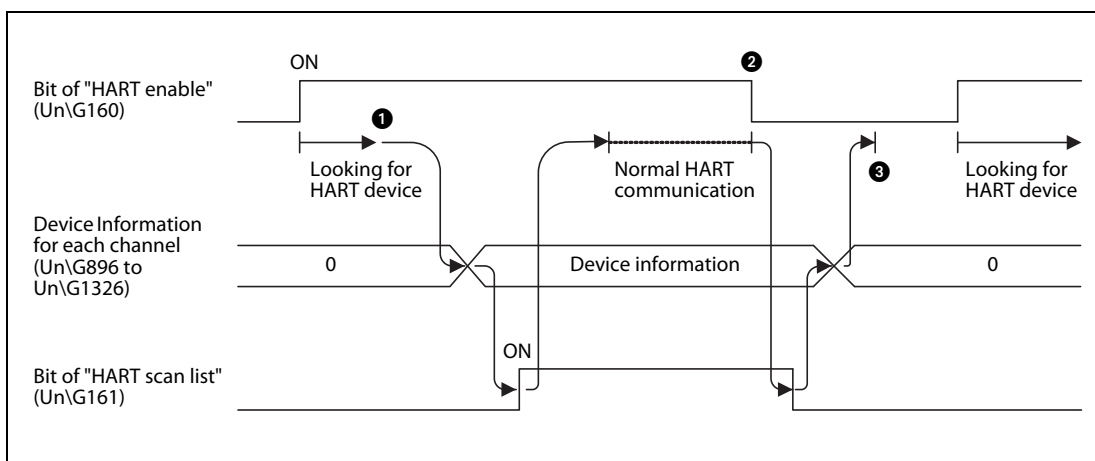 ON
❷
Bit of "HART enable"
(Un\G160)
❶
Looking for
HART device
Normal HART
communication
❸
Looking for
HART device
Device Information
for each channel
(Un\G896 to
Un\G1326)
0
Device information
0
ON
Bit of "HART scan list"
(Un\G161)